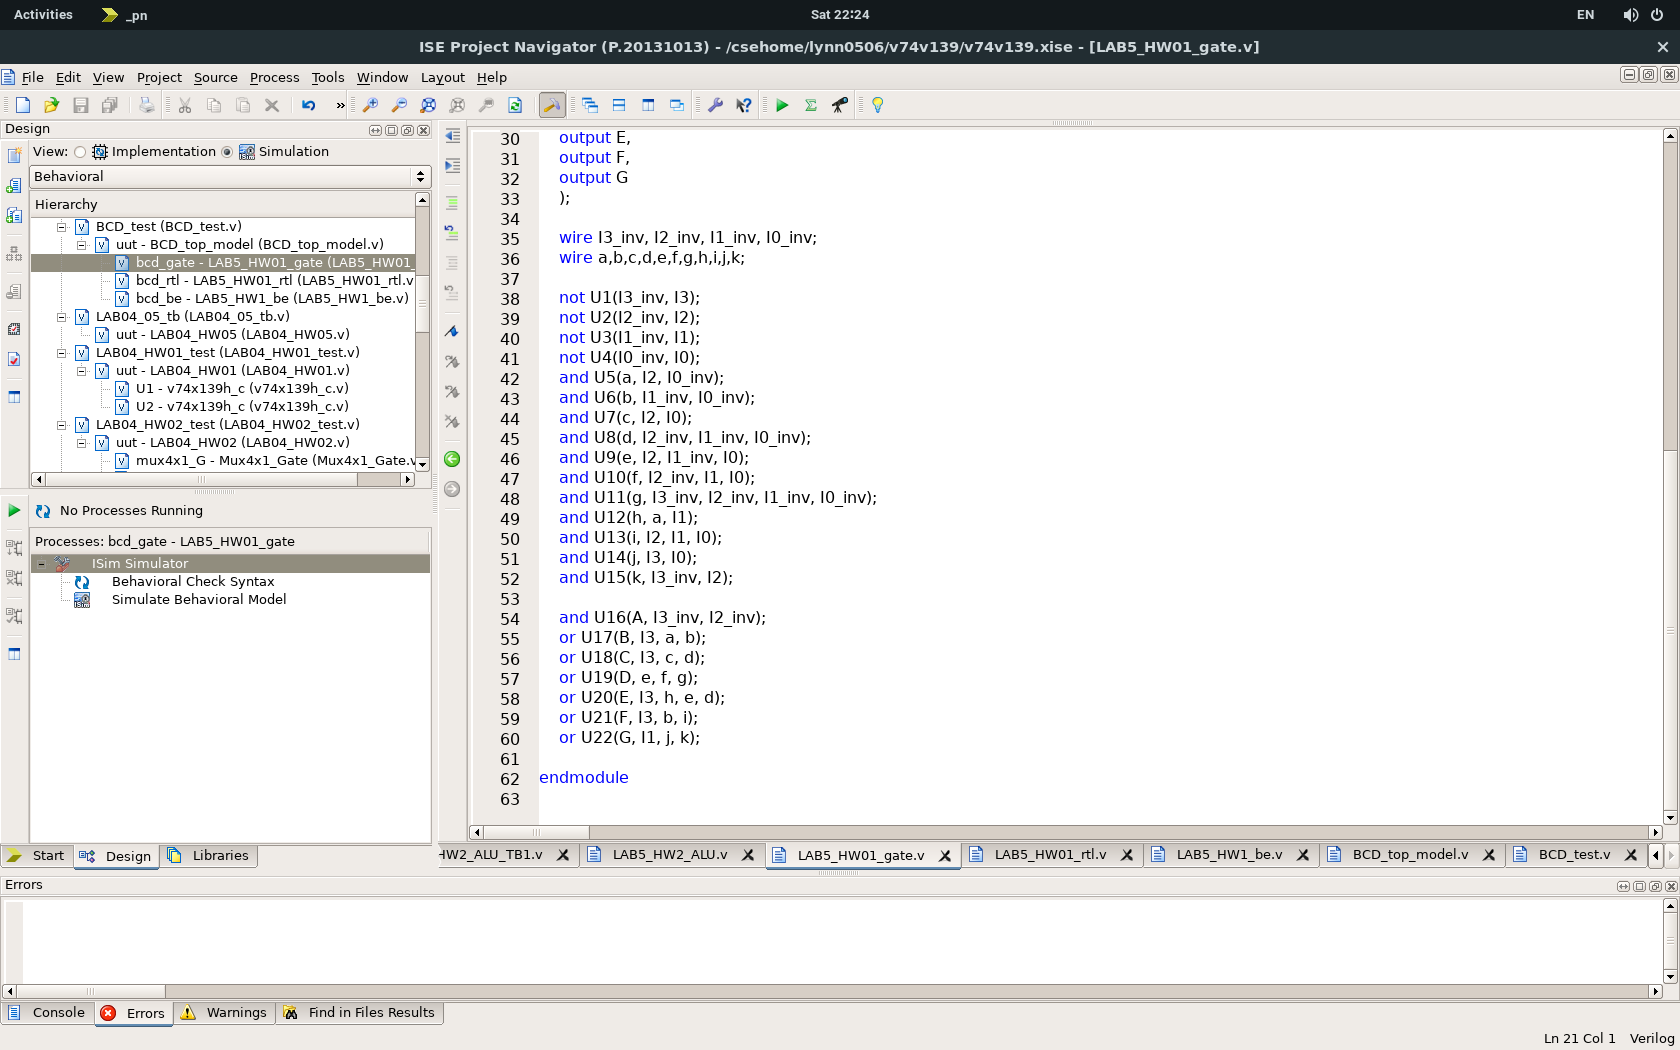 Activities
_pn
Sat 22:24
EN
ISE Project Navigator (P.20131013) - /csehome/lynn0506/v74v139/v74v139.xise - [LAB5_HW01_gate.v]
File Edit View Project Source Process Tools Window Layout Help
Design
View: Implementation Simulation
Behavioral
Hierarchy
BCD_test (BCD_test.v)
uut - BCD_top_model (BCD_top_model.v)
bcd_gate - LAB5_HW01_gate (LAB5_HW01_
bcd_rtl - LAB5_HW01_rtl (LAB5_HW01_rtl.v
bcd_be - LAB5_HW1_be (LAB5_HW1_be.v)
LAB04_05_tb (LAB04_05_tb.v)
uut - LAB04_HW05 (LAB04_HW05.v)
LAB04_HW01_test (LAB04_HW01_test.v)
uut - LAB04_HW01 (LAB04_HW01.v)
U1 - v74x139h_c (v74x139h_c.v)
U2 - v74x139h_c (v74x139h_c.v)
LAB04_HW02_test (LAB04_HW02_test.v)
uut - LAB04_HW02 (LAB04_HW02.v)
mux4x1_G - Mux4x1_Gate (Mux4x1_Gate.v
No Processes Running
Processes: bcd_gate - LAB5_HW01_gate
ISim Simulator
Behavioral Check Syntax
Simulate Behavioral Model
Start
Design
Libraries
30 output E,
31 output F,
32 output G
33 );
34
35 wire I3_inv, I2_inv, I1_inv, I0_inv;
36 wire a,b,c,d,e,f,g,h,i,j,k;
37
38 not U1(I3_inv, I3);
39 not U2(I2_inv, I2);
40 not U3(I1_inv, I1);
41 not U4(I0_inv, I0);
42 and U5(a, I2, I0_inv);
43 and U6(b, I1_inv, I0_inv);
44 and U7(c, I2, I0);
45 and U8(d, I2_inv, I1_inv, I0_inv);
46 and U9(e, I2, I1_inv, I0);
47 and U10(f, I2_inv, I1, I0);
48 and U11(g, I3_inv, I2_inv, I1_inv, I0_inv);
49 and U12(h, a, I1);
50 and U13(i, I2, I1, I0);
51 and U14(j, I3, I0);
52 and U15(k, I3_inv, I2);
53
54 and U16(A, I3_inv, I2_inv);
55 or U17(B, I3, a, b);
56 or U18(C, I3, c, d);
57 or U19(D, e, f, g);
58 or U20(E, I3, h, e, d);
59 or U21(F, I3, b, i);
60 or U22(G, I1, j, k);
61
62 endmodule
63
HW2_ALU_TB1.v
LAB5_HW2_ALU.v
LAB5_HW01_gate.v
LAB5_HW01_rtl.v
LAB5_HW1_be.v
BCD_top_model.v
BCD_test.v
Errors
Console
Errors
Warnings
Find in Files Results
Ln 21 Col 1 Verilog